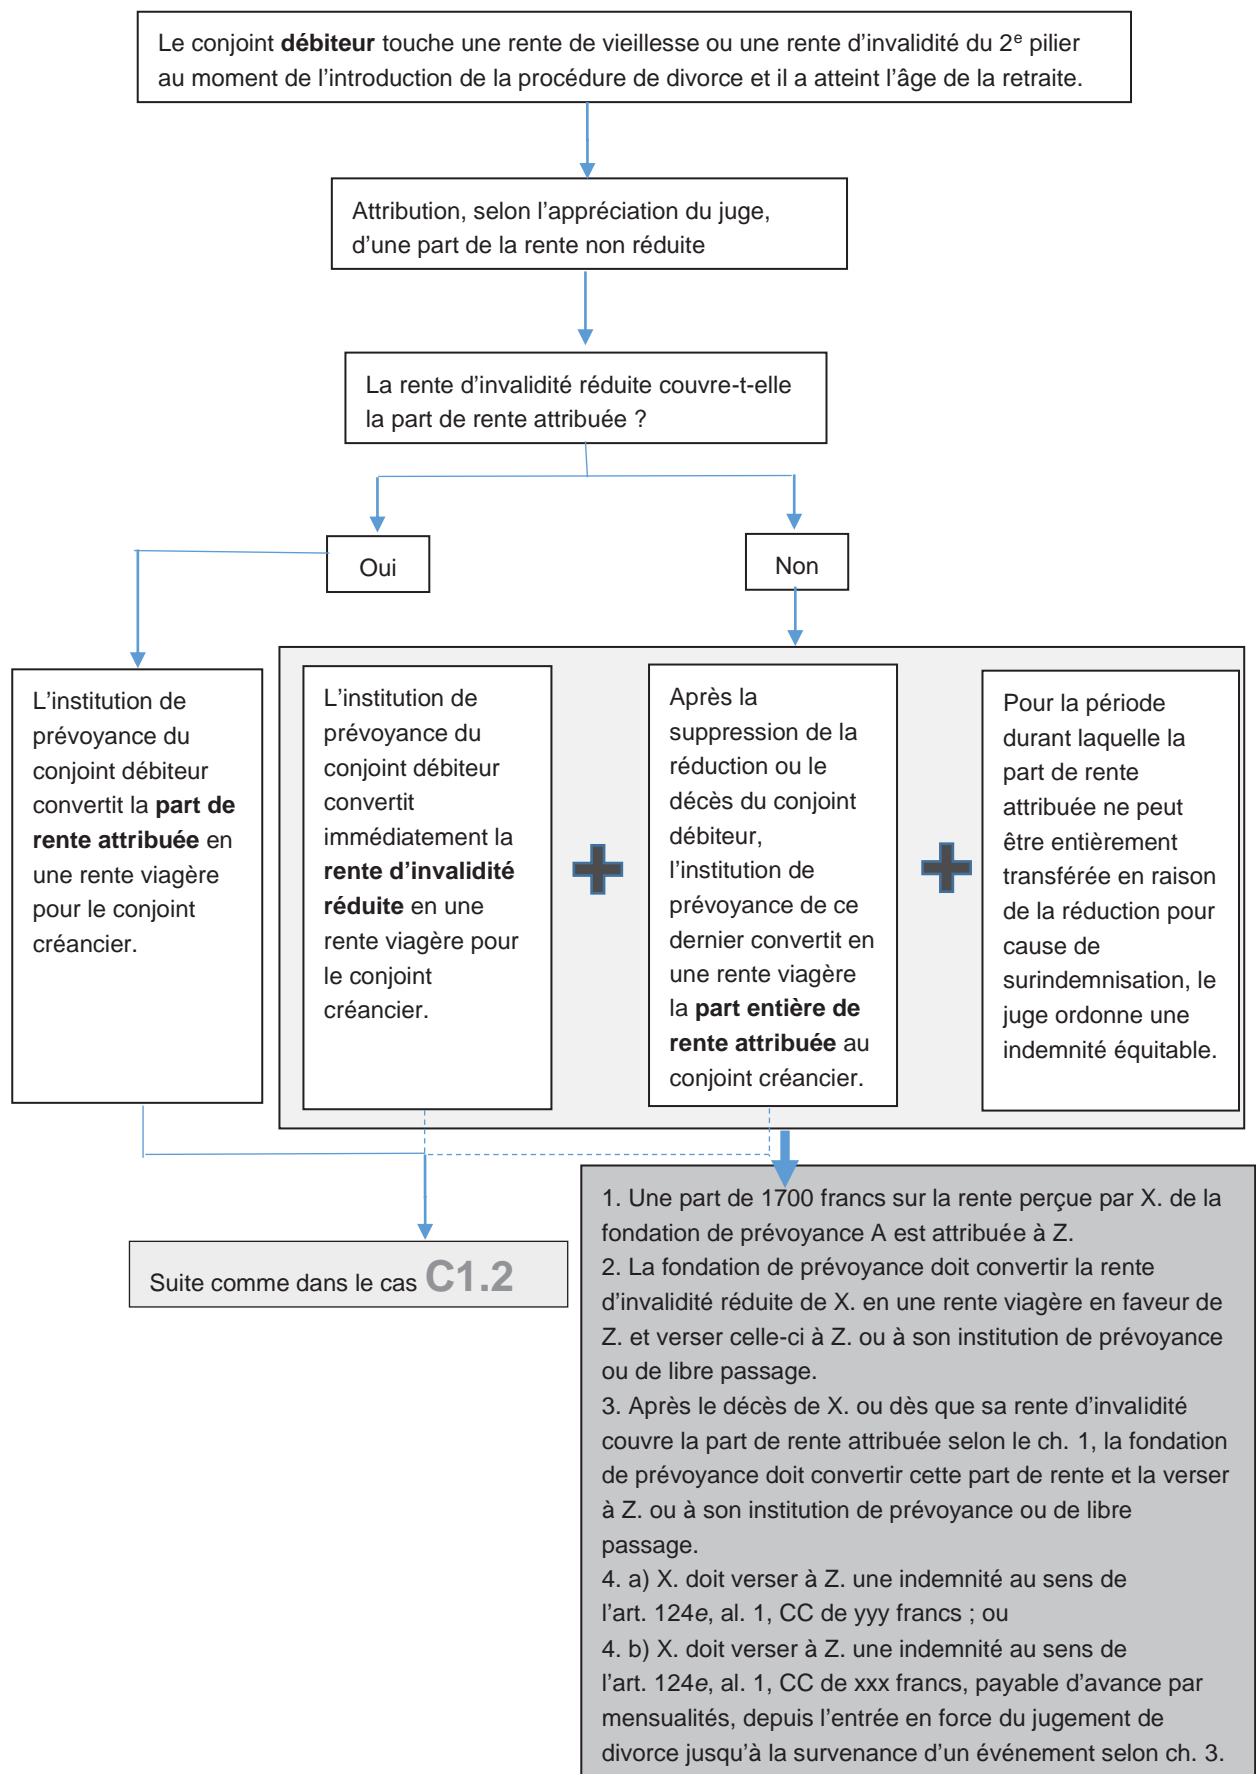 Le conjoint débiteur touche une rente de vieillesse ou une rente d’invalidité du 2e pilier
au moment de l’introduction de la procédure de divorce et il a atteint l’âge de la retraite.
Attribution, selon l’appréciation du juge,
d’une part de la rente non réduite
La rente d’invalidité réduite couvre-t-elle
la part de rente attribuée ?
Oui
Non
L’institution de
prévoyance du
conjoint débiteur
convertit la part de
rente attribuée en
une rente viagère
pour le conjoint
créancier.
L’institution de
prévoyance du
conjoint débiteur
convertit
immédiatement la
rente d’invalidité
réduite en une
rente viagère pour
le conjoint
créancier.
Après la
suppression de la
réduction ou le
décès du conjoint
débiteur,
l’institution de
prévoyance de ce
dernier convertit en
une rente viagère
la part entière de
rente attribuée au
conjoint créancier.
Pour la période
durant laquelle la
part de rente
attribuée ne peut
être entièrement
transférée en raison
de la réduction pour
cause de
surindemnisation, le
juge ordonne une
indemnité équitable.
Suite comme dans le cas C1.2
1. Une part de 1700 francs sur la rente perçue par X. de la
fondation de prévoyance A est attribuée à Z.
2. La fondation de prévoyance doit convertir la rente
d’invalidité réduite de X. en une rente viagère en faveur de
Z. et verser celle-ci à Z. ou à son institution de prévoyance
ou de libre passage.
3. Après le décès de X. ou dès que sa rente d’invalidité
couvre la part de rente attribuée selon le ch. 1, la fondation
de prévoyance doit convertir cette part de rente et la verser
à Z. ou à son institution de prévoyance ou de libre
passage.
4. a) X. doit verser à Z. une indemnité au sens de
l’art. 124e, al. 1, CC de yyy francs ; ou
4. b) X. doit verser à Z. une indemnité au sens de
l’art. 124e, al. 1, CC de xxx francs, payable d’avance par
mensualités, depuis l’entrée en force du jugement de
divorce jusqu’à la survenance d’un événement selon ch. 3.